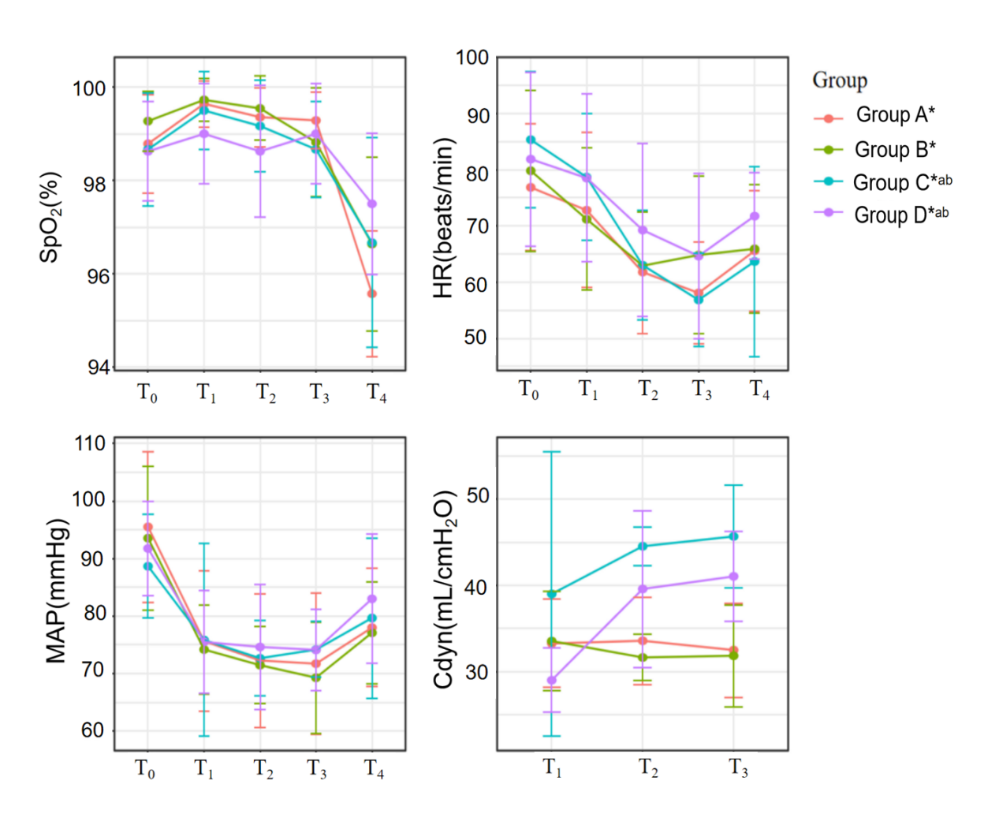 SpO₂(%)
100
98
96
94
T₀ T₁ T₂ T₃ T₄
HR(beats/min)
100
90
80
70
60
50
T₀ T₁ T₂ T₃ T₄
Group
Group A*
Group B*
Group C*ab
Group D*ab
MAP(mmHg)
110
100
90
80
70
60
T₀ T₁ T₂ T₃ T₄
Cdyn(mL/cmH₂O)
50
40
30
T₁ T₂ T₃